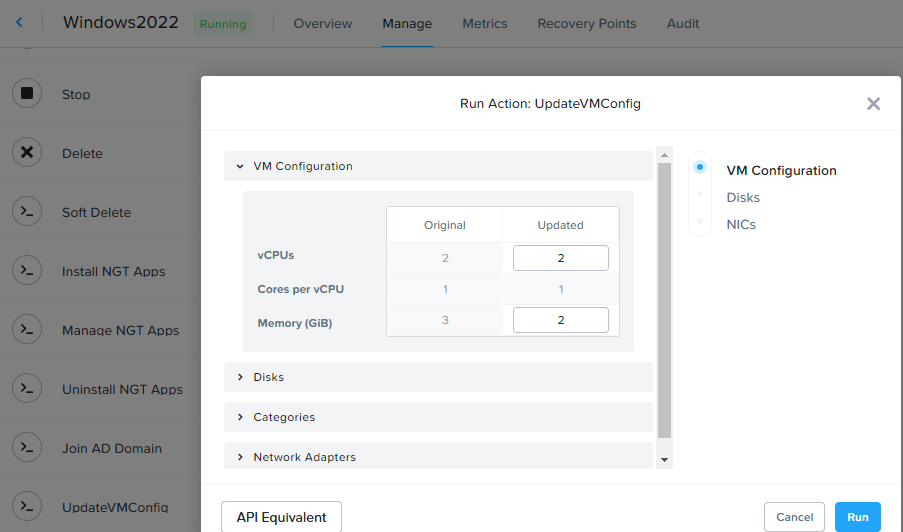 Windows2022 Running Overview Manage Metrics Recovery Points Audit
Stop
Delete
Soft Delete
Install NGT Apps
Manage NGT Apps
Uninstall NGT Apps
Join AD Domain
UpdateVMConfig
Run Action: UpdateVMConfig
VM Configuration
Original Updated
vCPUs 2 2
Cores per vCPU 1 1
Memory (GiB) 3 2
Disks
Categories
Network Adapters
VM Configuration
Disks
NICs
API Equivalent Cancel Run